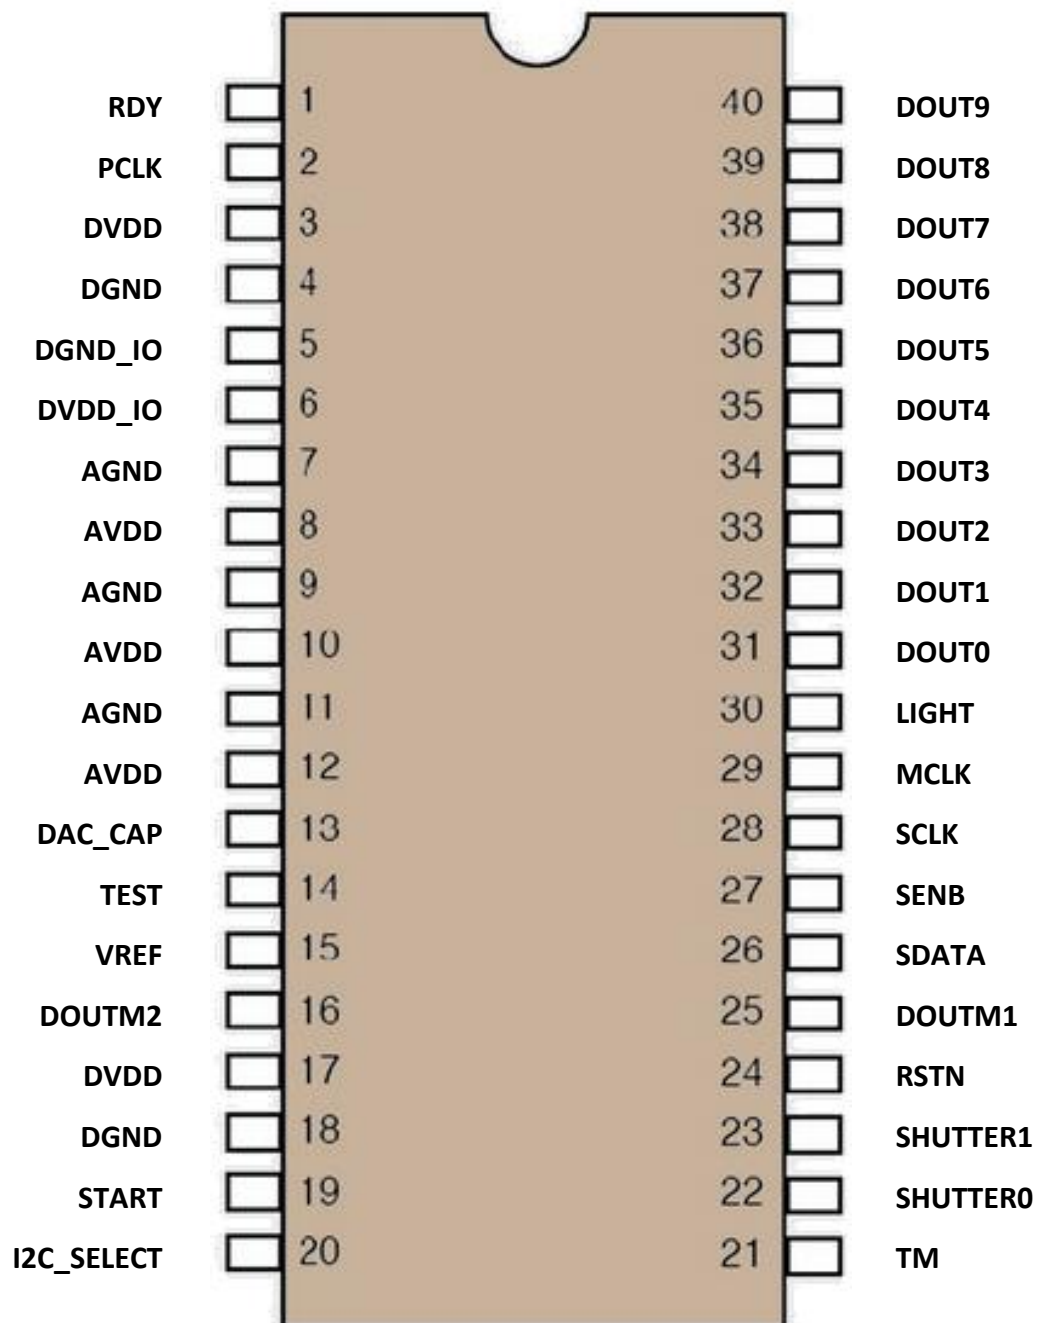 RDY 1 40 DOUT9
PCLK 2 39 DOUT8
DVDD 3 38 DOUT7
DGND 4 37 DOUT6
DGND_IO 5 36 DOUT5
DVDD_IO 6 35 DOUT4
AGND 7 34 DOUT3
AVDD 8 33 DOUT2
AGND 9 32 DOUT1
AVDD 10 31 DOUT0
AGND 11 30 LIGHT
AVDD 12 29 MCLK
DAC_CAP 13 28 SCLK
TEST 14 27 SENB
VREF 15 26 SDATA
DOUTM2 16 25 DOUTM1
DVDD 17 24 RSTN
DGND 18 23 SHUTTER1
START 19 22 SHUTTER0
I2C_SELECT 20 21 TM